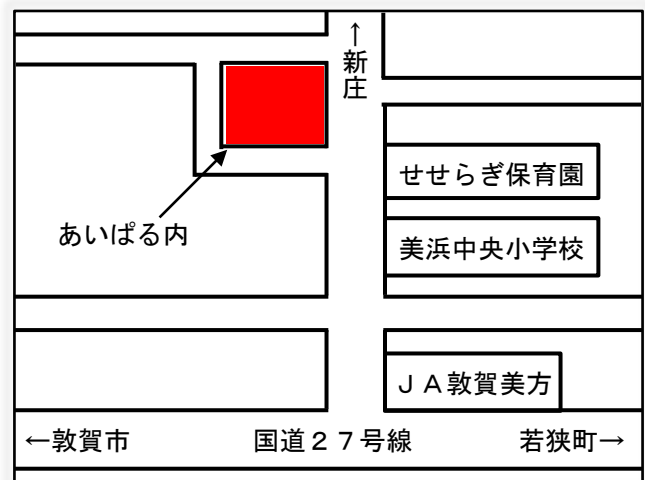 ↑新庄
せせらぎ保育園
あいぱる内
美浜中央小学校
ＪＡ敦賀美方
←敦賀市　国道２７号線　若狭町→